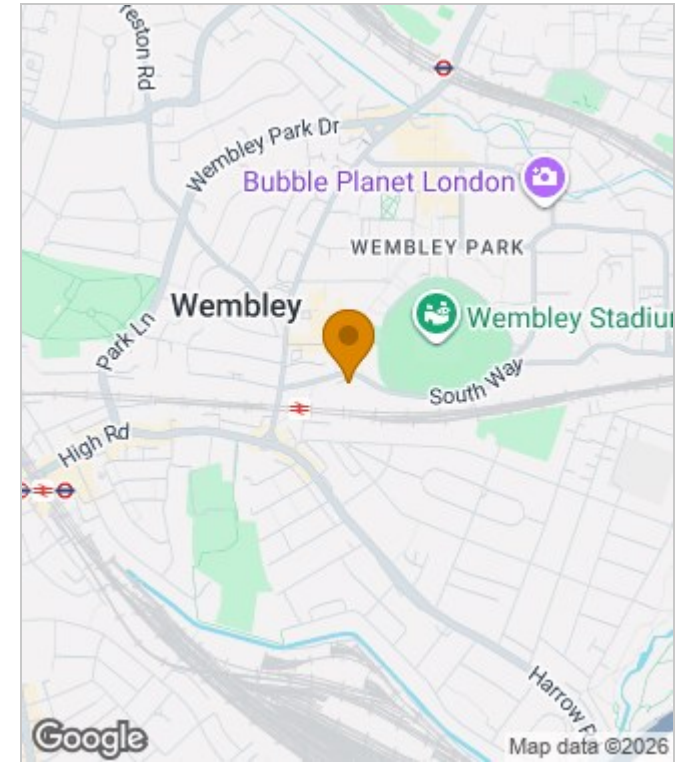 reston Rd
Wembley Park Dr
Bubble Planet London
WEMBLEY PARK
Wembley
Wembley Stadiu
Park Ln
South Way
High Rd
Harrow R
Google
Map data ©2026